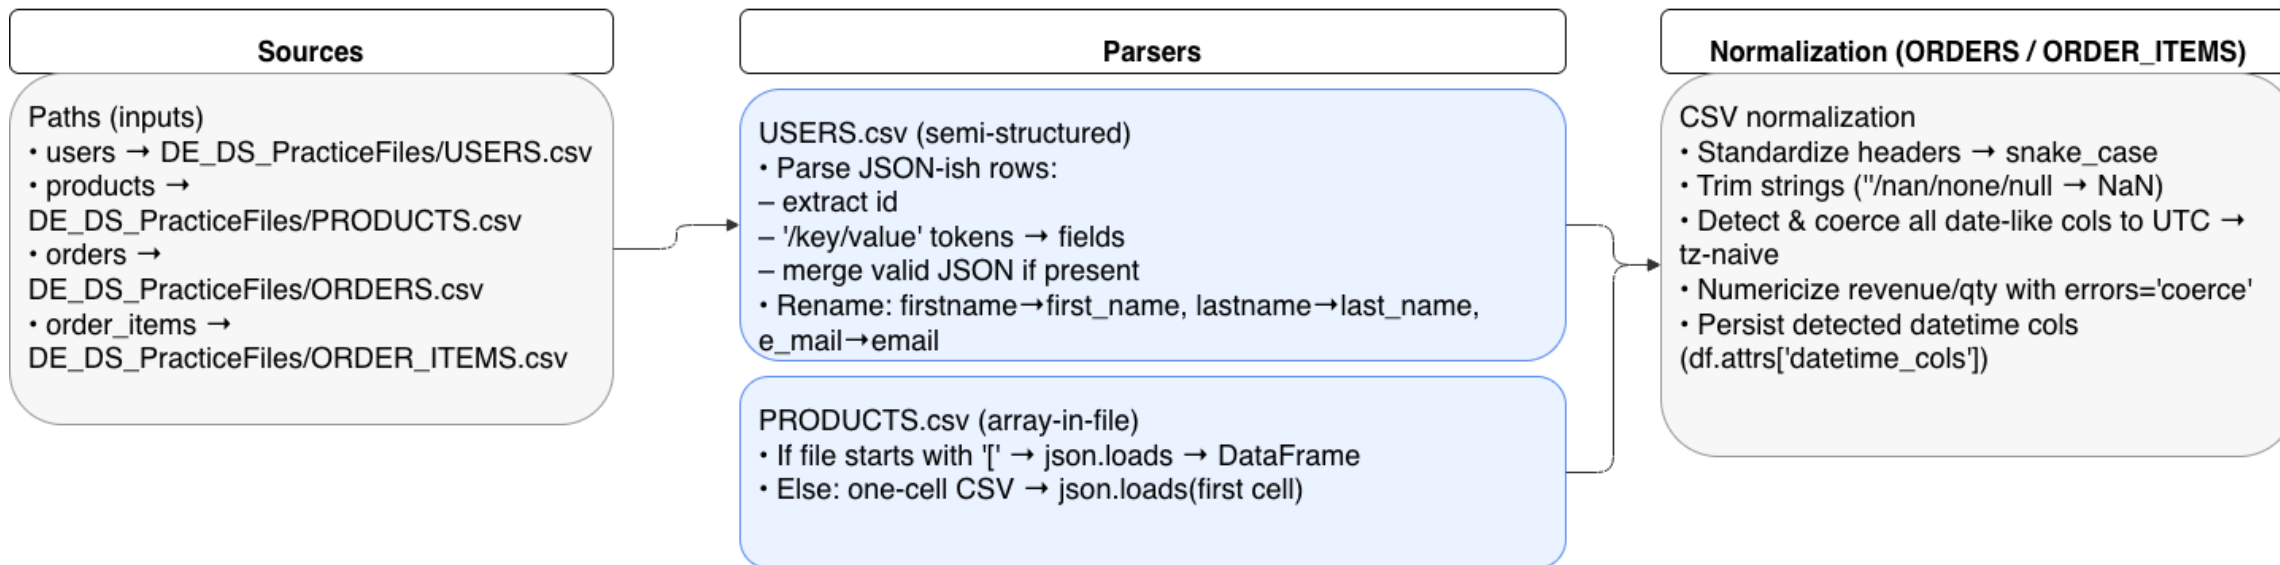 Sources
Paths (inputs)
• users → DE_DS_PracticeFiles/USERS.csv
• products →
DE_DS_PracticeFiles/PRODUCTS.csv
• orders →
DE_DS_PracticeFiles/ORDERS.csv
• order_items →
DE_DS_PracticeFiles/ORDER_ITEMS.csv
Parsers
USERS.csv (semi-structured)
• Parse JSON-ish rows:
– extract id
– '/key/value' tokens → fields
– merge valid JSON if present
• Rename: firstname→first_name, lastname→last_name,
e_mail→email
PRODUCTS.csv (array-in-file)
• If file starts with '[' → json.loads → DataFrame
• Else: one-cell CSV → json.loads(first cell)
Normalization (ORDERS / ORDER_ITEMS)
CSV normalization
• Standardize headers → snake_case
• Trim strings (''/nan/none/null → NaN)
• Detect & coerce all date-like cols to UTC →
tz-naive
• Numericize revenue/qty with errors='coerce'
• Persist detected datetime cols
(df.attrs['datetime_cols'])